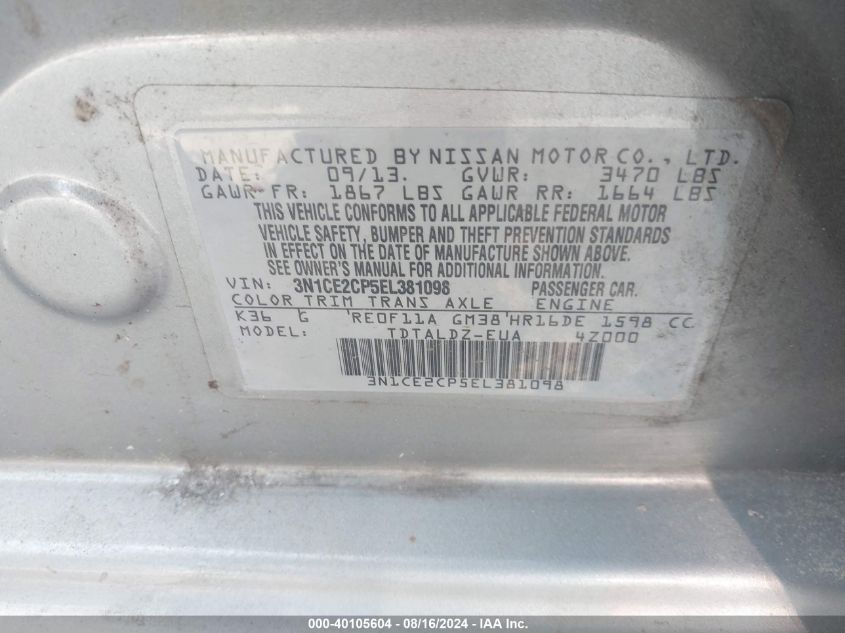 MANUFACTURED BY NISSAN MOTOR CO., LTD.
DATE: 09/13. GVWR: 3470 LBS
GAWR FR: 1867 LBS GAWR RR: 1664 LBS
THIS VEHICLE CONFORMS TO ALL APPLICABLE FEDERAL MOTOR
VEHICLE SAFETY, BUMPER AND THEFT PREVENTION STANDARDS
IN EFFECT ON THE DATE OF MANUFACTURE SHOWN ABOVE.
SEE OWNER'S MANUAL FOR ADDITIONAL INFORMATION.
VIN: 3N1CE2CP5EL381098 PASSENGER CAR.
COLOR TRIM TRANS AXLE ENGINE
K36 G RE0F11A GM38 HR16DE 1598 CC
MODEL: TDTALDZ-EUA 4Z000
3N1CE2CP5EL381098
000-40105604 - 08/16/2024 - IAA Inc.